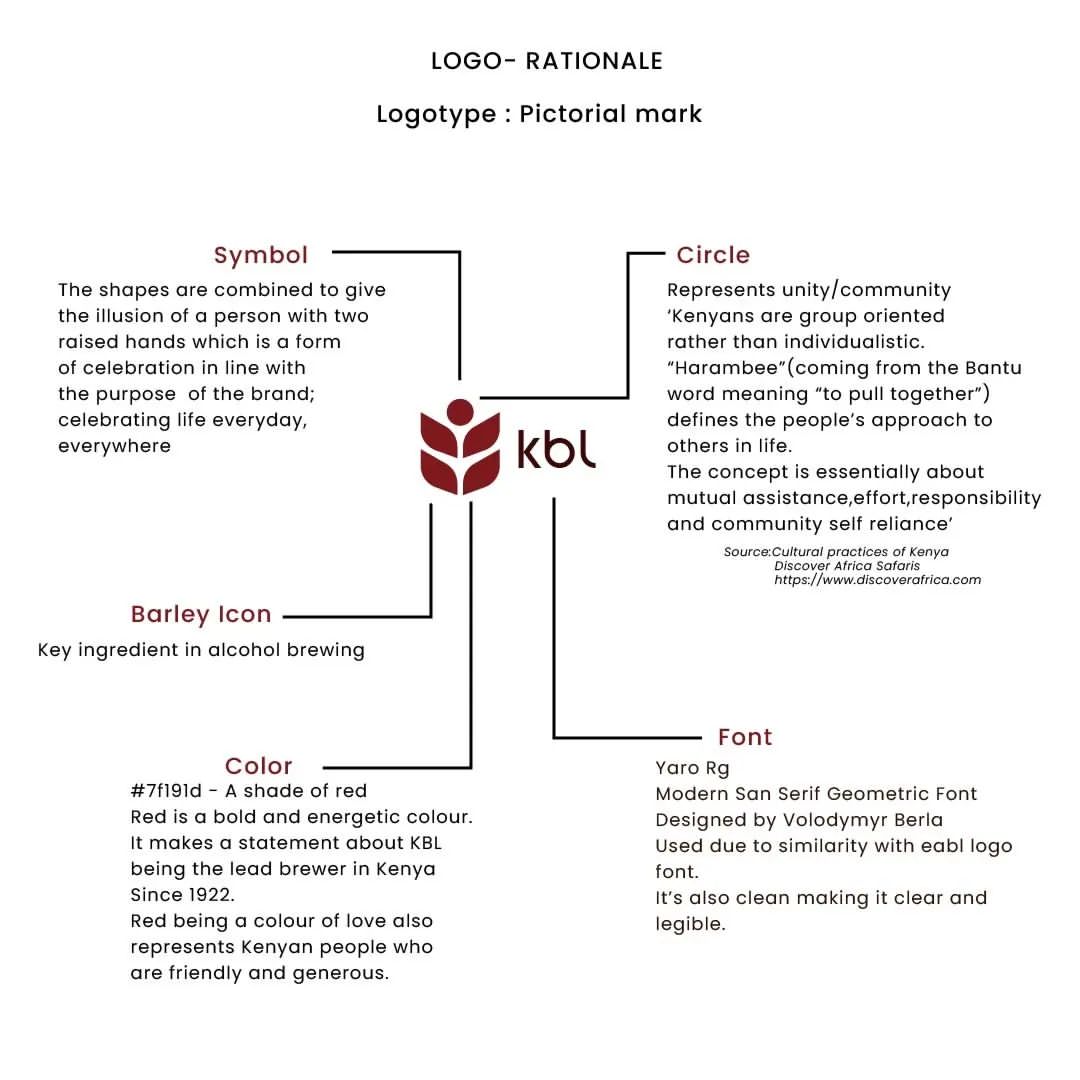 LOGO- RATIONALE
Logotype : Pictorial mark
Symbol
The shapes are combined to give
the illusion of a person with two
raised hands which is a form
of celebration in line with
the purpose of the brand;
celebrating life everyday,
everywhere
Circle
Represents unity/community
‘Kenyans are group oriented
rather than individualistic.
“Harambee”(coming from the Bantu
word meaning “to pull together”)
defines the people’s approach to
others in life.
The concept is essentially about
mutual assistance,effort,responsibility
and community self reliance’
Source:Cultural practices of Kenya
Discover Africa Safaris
https://www.discoverafrica.com
kbl
Barley Icon
Key ingredient in alcohol brewing
Color
#7f191d - A shade of red
Red is a bold and energetic colour.
It makes a statement about KBL
being the lead brewer in Kenya
Since 1922.
Red being a colour of love also
represents Kenyan people who
are friendly and generous.
Font
Yaro Rg
Modern San Serif Geometric Font
Designed by Volodymyr Berla
Used due to similarity with eabl logo
font.
It’s also clean making it clear and
legible.